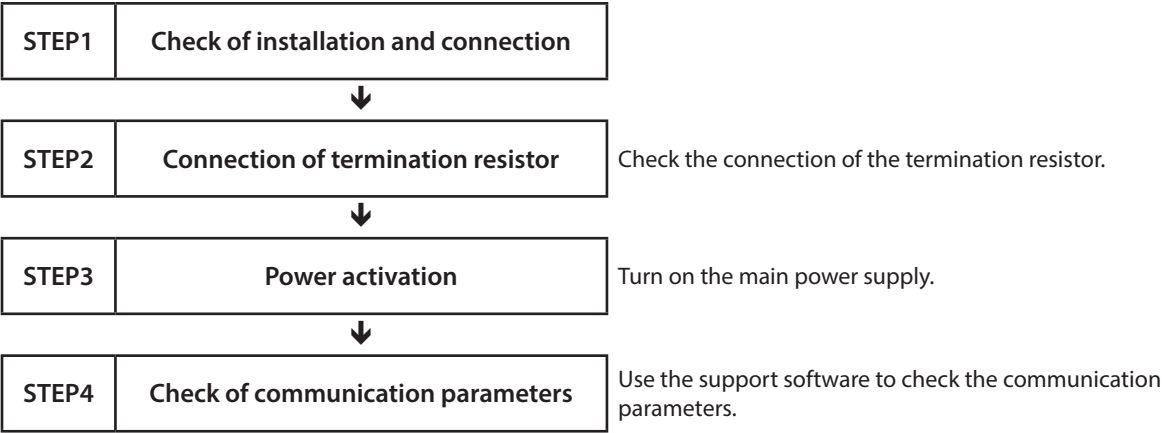 STEP1 Check of installation and connection
STEP2 Connection of termination resistor Check the connection of the termination resistor.
STEP3 Power activation Turn on the main power supply.
STEP4 Check of communication parameters Use the support software to check the communication
parameters.